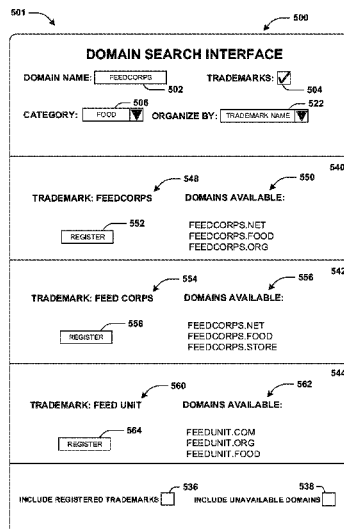 501 500
DOMAIN SEARCH INTERFACE
DOMAIN NAME: FEEDCORPS TRADEMARKS:
502 504
506 522
CATEGORY: FOOD ORGANIZE BY: TRADEMARK NAME
540
548 550
TRADEMARK: FEEDCORPS DOMAINS AVAILABLE:
552
REGISTER
FEEDCORPS.NET
FEEDCORPS.FOOD
FEEDCORPS.ORG
542
554 556
TRADEMARK: FEED CORPS DOMAINS AVAILABLE:
558
REGISTER
FEEDCORPS.NET
FEEDCORPS.FOOD
FEEDCORPS.STORE
544
560 562
TRADEMARK: FEED UNIT DOMAINS AVAILABLE:
564
REGISTER
FEEDUNIT.COM
FEEDUNIT.ORG
FEEDUNIT.FOOD
536 538
INCLUDE REGISTERED TRADEMARKS INCLUDE UNAVAILABLE DOMAINS